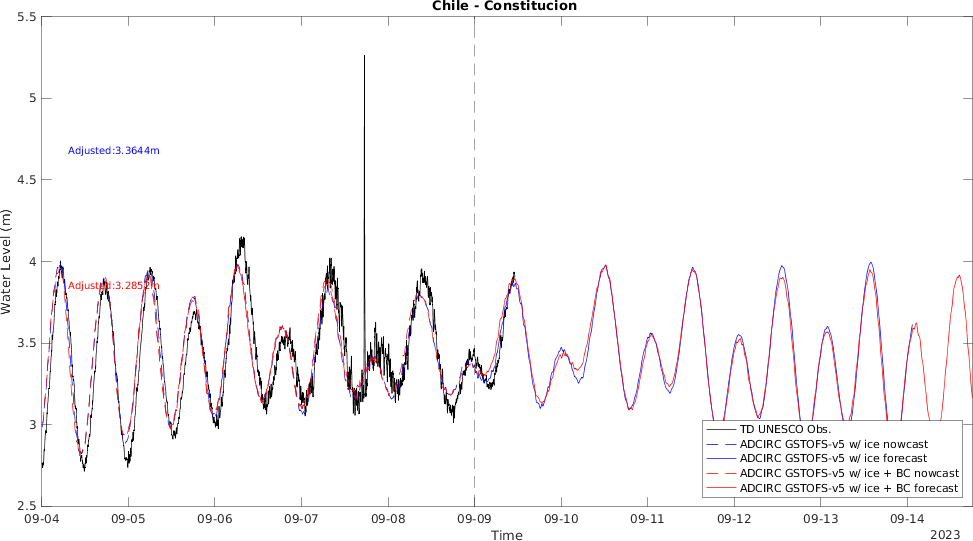 Chile - Constitucion
5.5
5
4.5
4
3.5
3
2.5
Water Level (m)
Adjusted:3.3644m
Adjusted:3.2852m
TD UNESCO Obs.
ADCIRC GSTOFS-v5 w/ ice nowcast
ADCIRC GSTOFS-v5 w/ ice forecast
ADCIRC GSTOFS-v5 w/ ice + BC nowcast
ADCIRC GSTOFS-v5 w/ ice + BC forecast
09-04 09-05 09-06 09-07 09-08 09-09 09-10 09-11 09-12 09-13 09-14
Time
2023